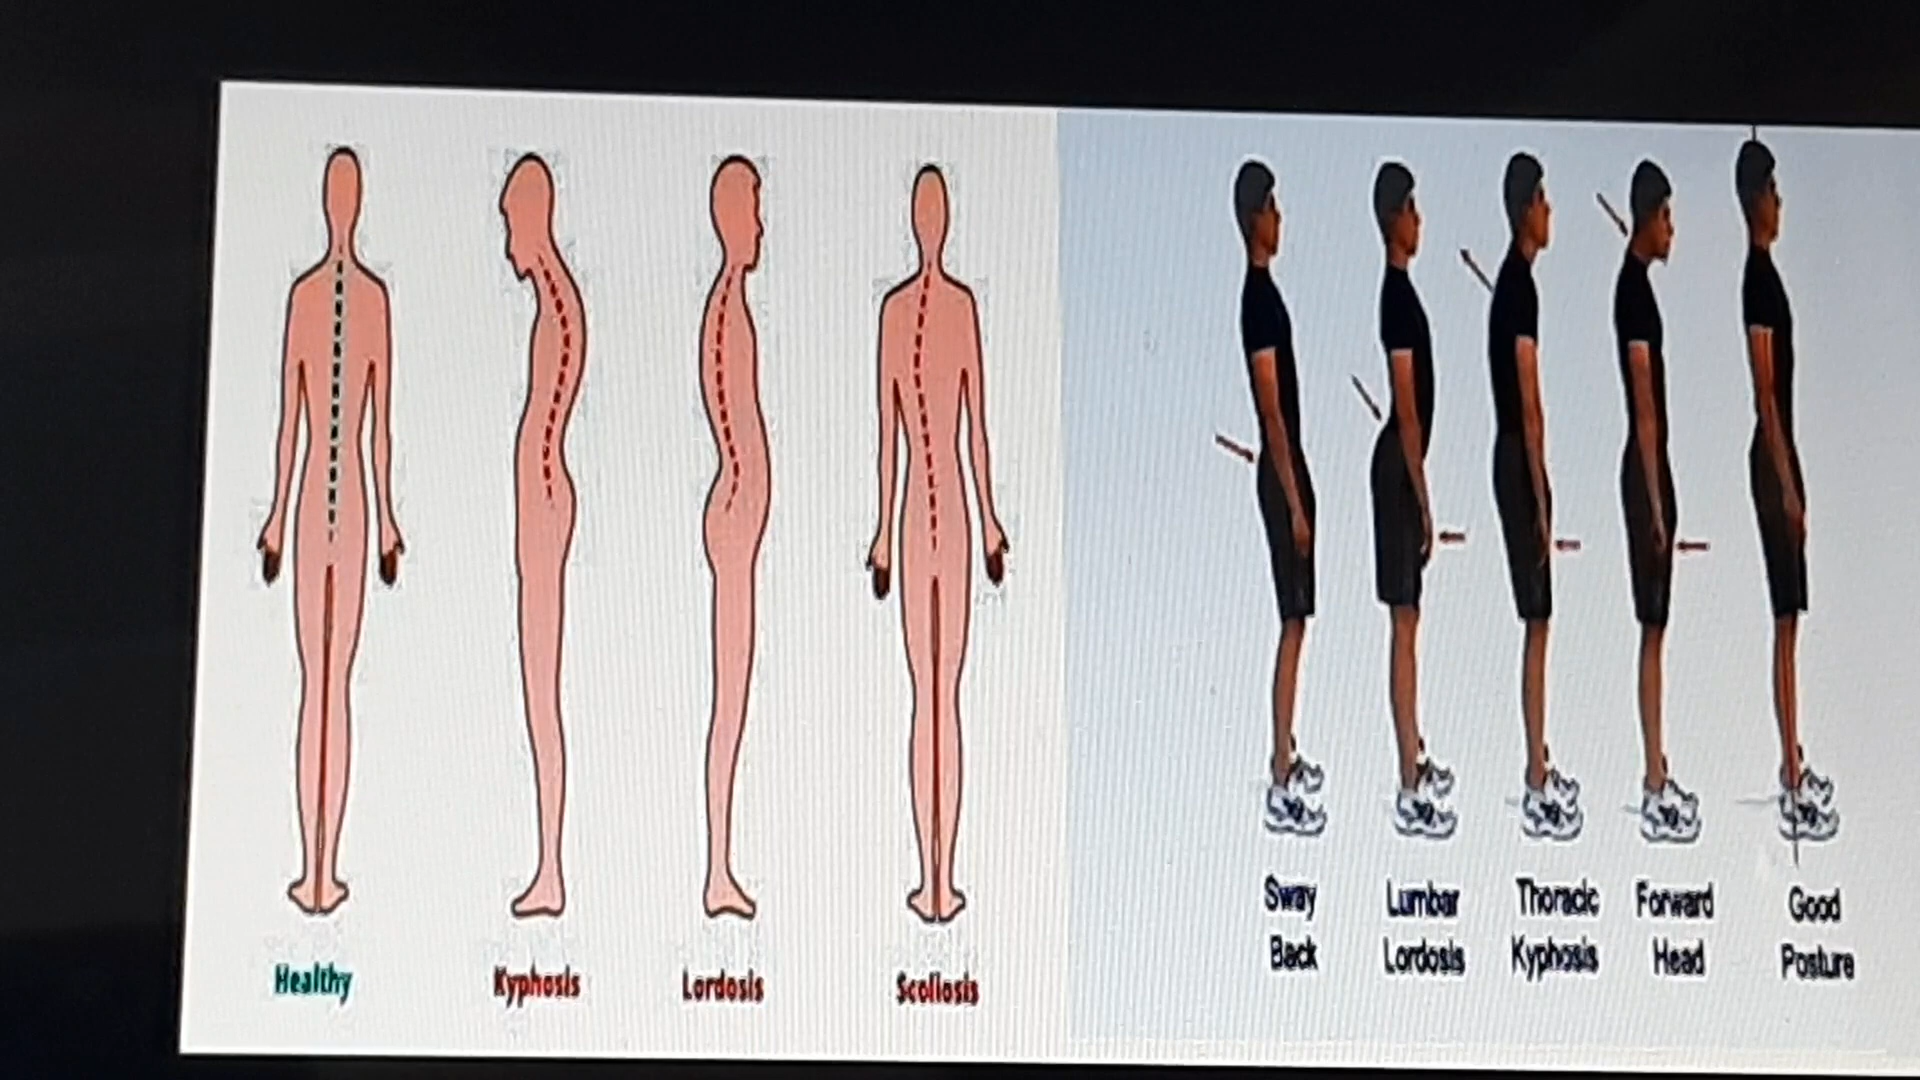 Healthy Kyphosis Lordosis Scoliosis
Sway Lumbar Thoracic Forward Good
Back Lordosis Kyphosis Head Posture